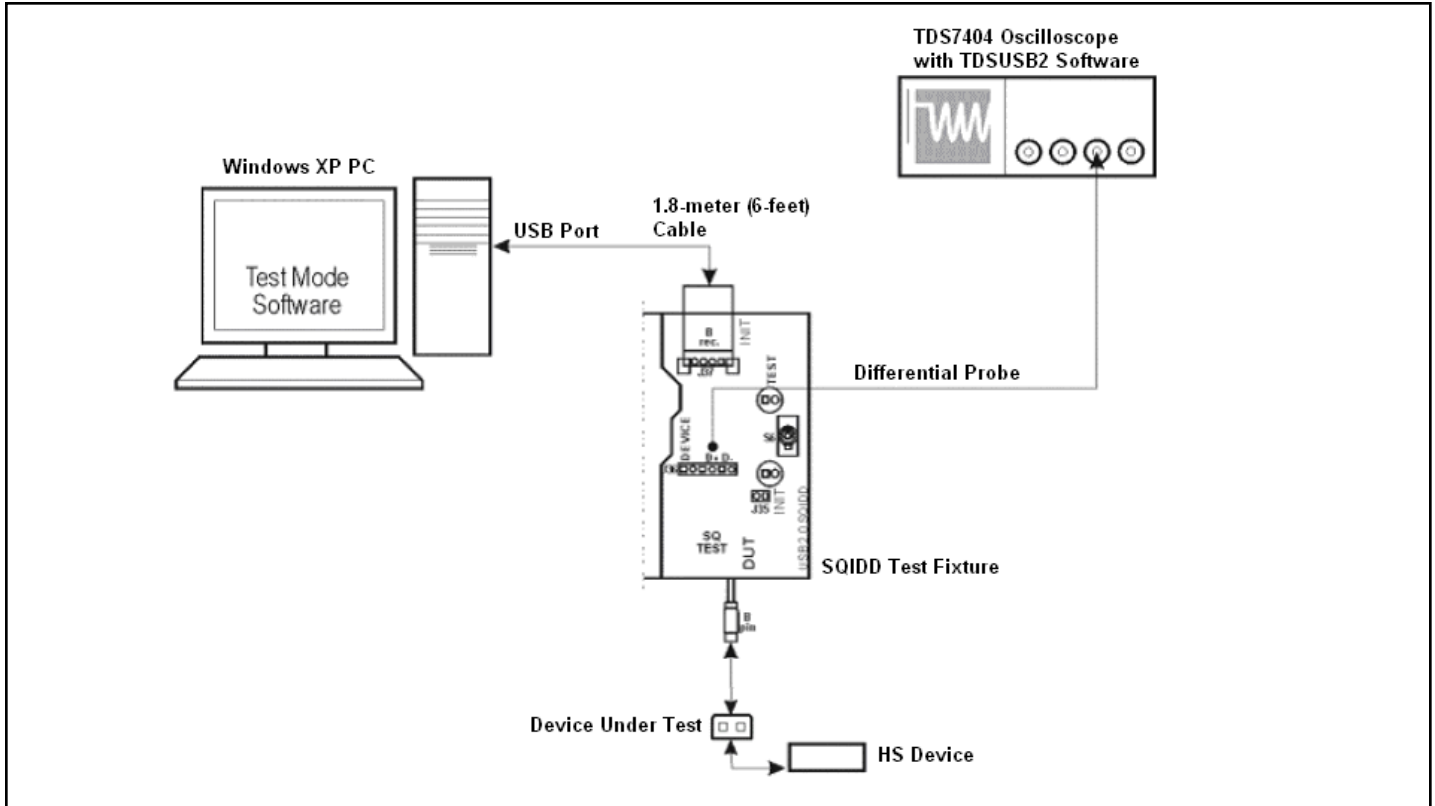 TDS7404 Oscilloscope
with TDSUSB2 Software
Windows XP PC
1.8-meter (6-feet)
Cable
USB Port
Test Mode
Software
B
rec.
INIT
J37
TEST
Differential Probe
DEVICE
D+ D-
S6
INIT
J35
SQ
TEST
DUT
USB2.0 SQIDD
SQIDD Test Fixture
B
pin
Device Under Test
HS Device